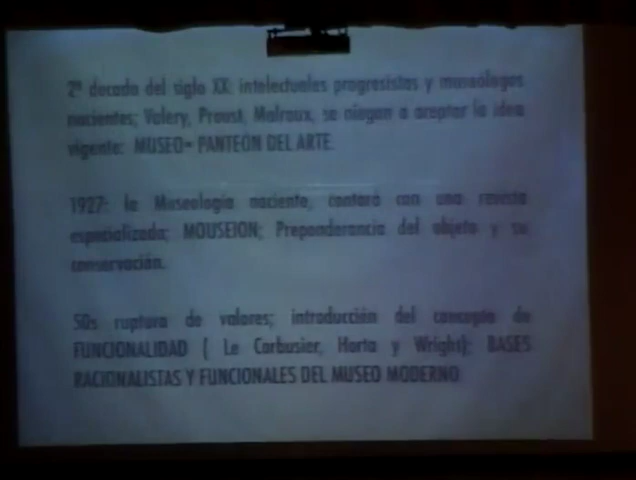 2ª decada del siglo XX: intelectuales progresistas y museólogos
nacientes; Valery, Proust, Malraux, se niegan a aceptar la idea
vigente: MUSEO= PANTEÓN DEL ARTE.
1927: la Museología naciente, contará con una revista
especializada: MOUSEION; Preponderancia del objeto y su
conservación.
50s ruptura de valores; introducción del concepto de
FUNCIONALIDAD ( Le Corbusier, Horta y Wright); BASES
RACIONALISTAS Y FUNCIONALES DEL MUSEO MODERNO